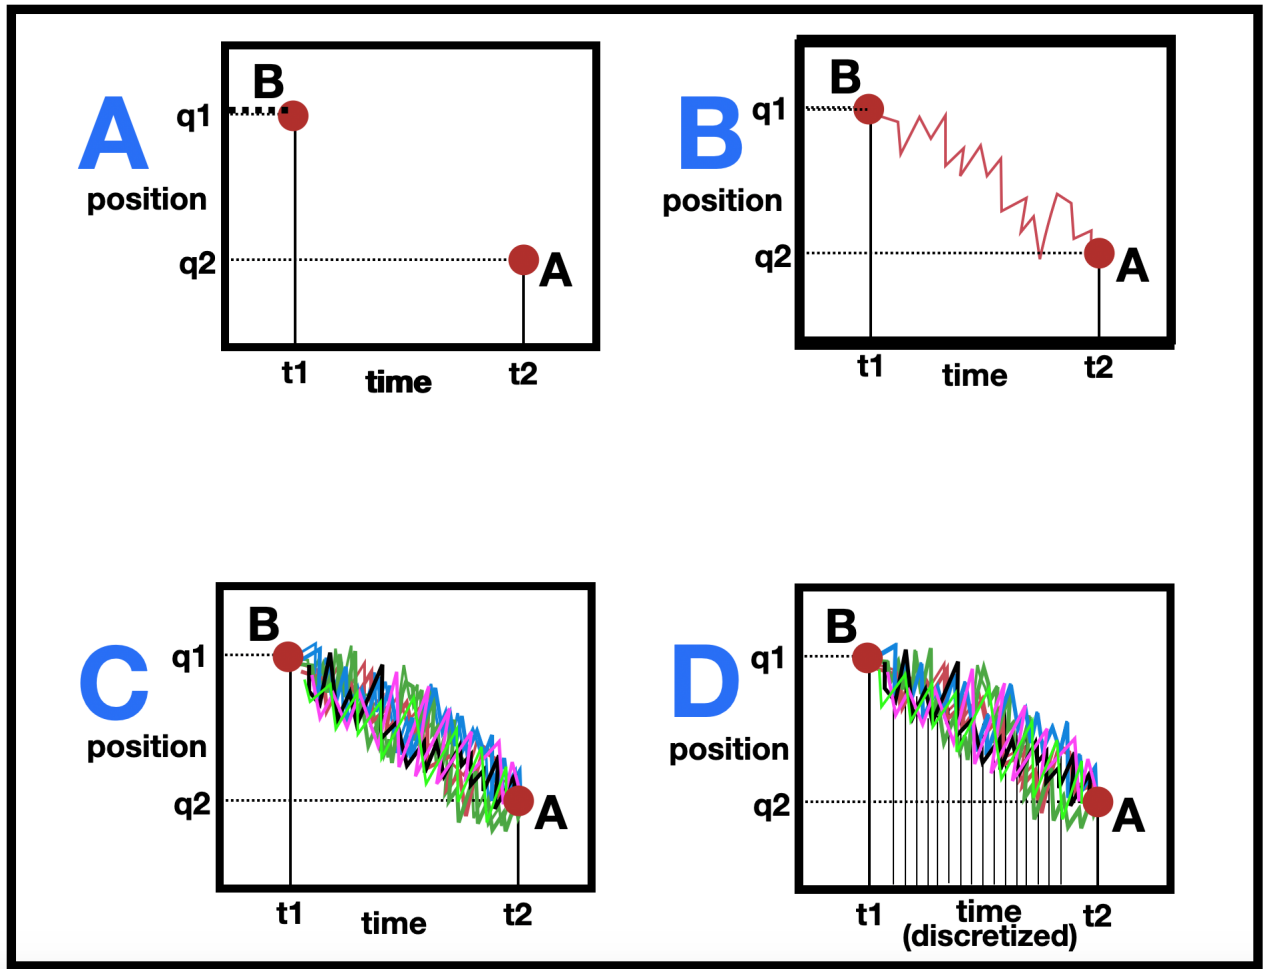 A
B
q1
position
q2
A
t1
time
t2
B
B
q1
position
q2
A
t1
time
t2
C
B
q1
position
q2
A
t1
time
t2
D
B
q1
position
q2
A
t1
time
(discretized)
t2